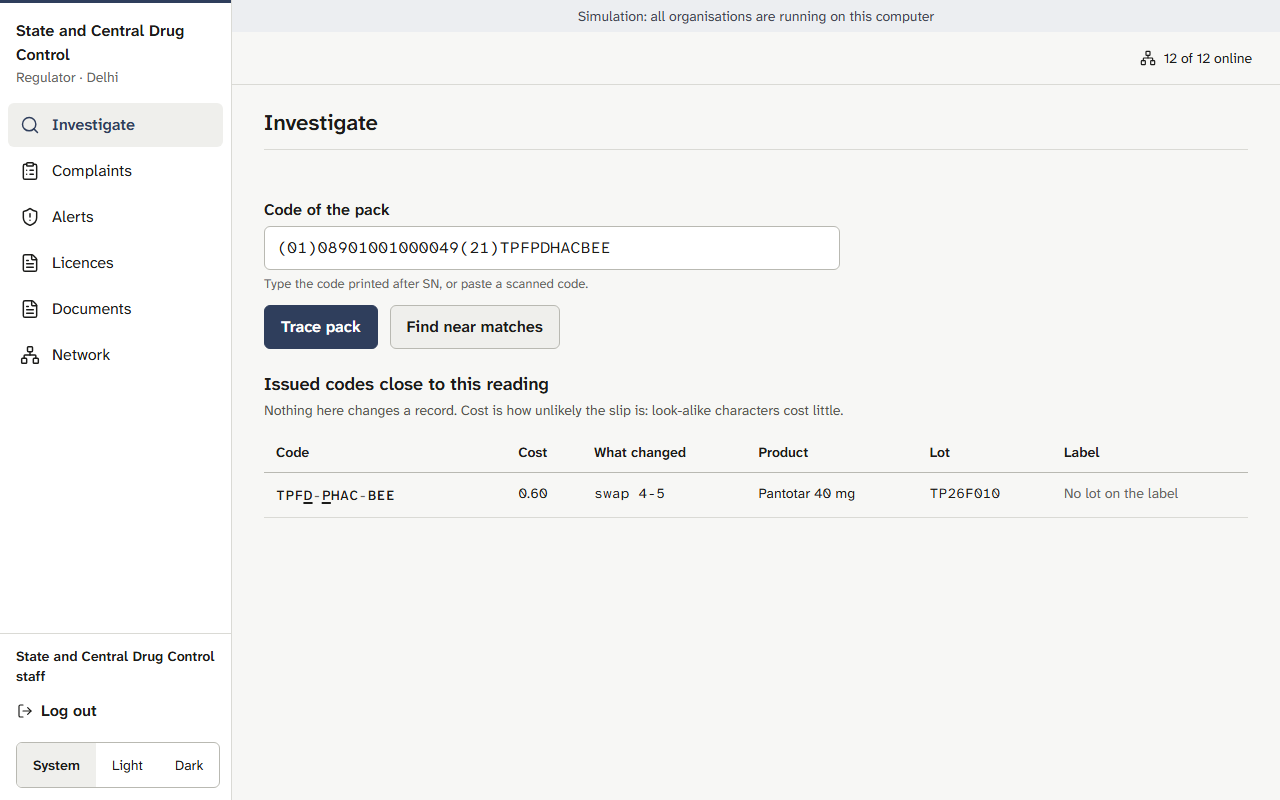 State and Central Drug
Control
Regulator · Delhi
Investigate
Complaints
Alerts
Licences
Documents
Network
State and Central Drug Control
staff
Log out
System Light Dark
Simulation: all organisations are running on this computer
12 of 12 online
Investigate
Code of the pack
(01)08901001000049(21)TPFPDHACBEE
Type the code printed after SN, or paste a scanned code.
Trace pack Find near matches
Issued codes close to this reading
Nothing here changes a record. Cost is how unlikely the slip is: look-alike characters cost little.
Code Cost What changed Product Lot Label
TPFD-PHAC-BEE 0.60 swap 4-5 Pantotar 40 mg TP26F010 No lot on the label